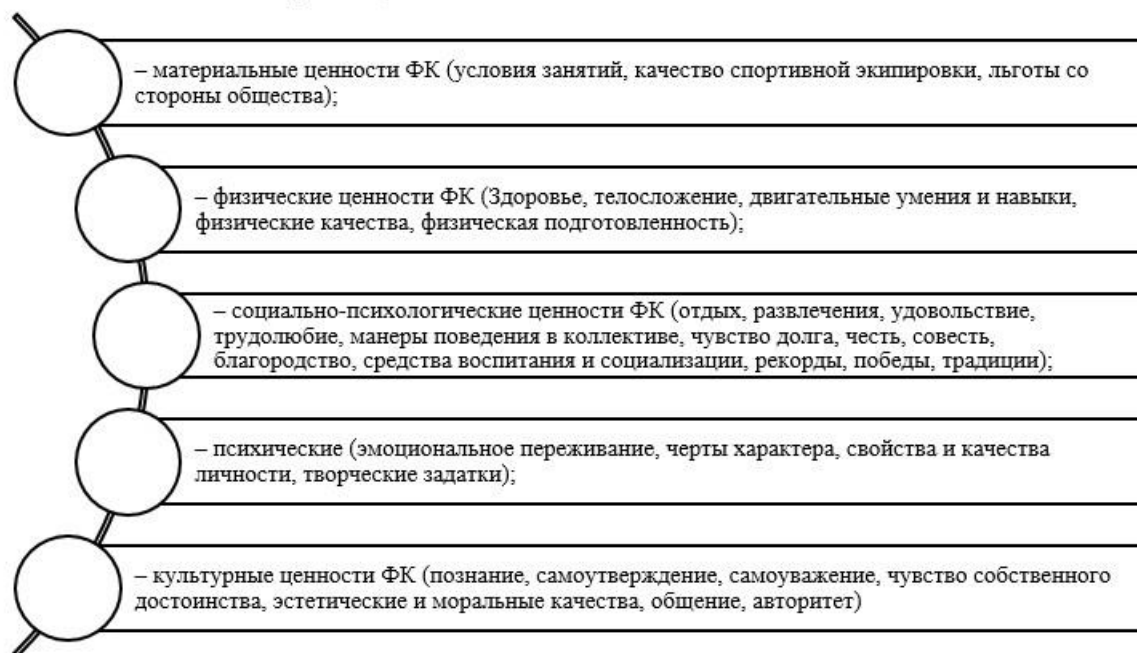 – материальные ценности ФК (условия занятий, качество спортивной экипировки, льготы со
стороны общества);
– физические ценности ФК (Здоровье, телосложение, двигательные умения и навыки,
физические качества, физическая подготовленность);
– социально-психологические ценности ФК (отдых, развлечения, удовольствие,
трудолюбие, манеры поведения в коллективе, чувство долга, честь, совесть,
благородство, средства воспитания и социализации, рекорды, победы, традиции);
– психические (эмоциональное переживание, черты характера, свойства и качества
личности, творческие задатки);
– культурные ценности ФК (познание, самоутверждение, самоуважение, чувство собственного
достоинства, эстетические и моральные качества, общение, авторитет)